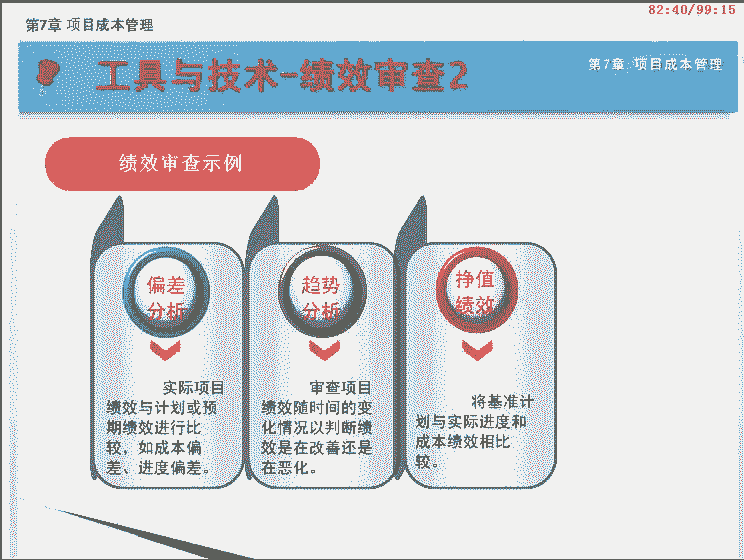 82:40/99:15
第7章 项目成本管理
工具与技术-绩效审查2
第7章 项目成本管理
绩效审查示例
偏差
分析
实际项目
绩效与计划或预
期绩效进行比
较，如成本偏
差、进度偏差。
趋势
分析
审查项目
绩效随时间的变
化情况以判断绩
效是在改善还是
在恶化。
挣值
绩效
将基准计
划与实际进度和
成本绩效相比
较。